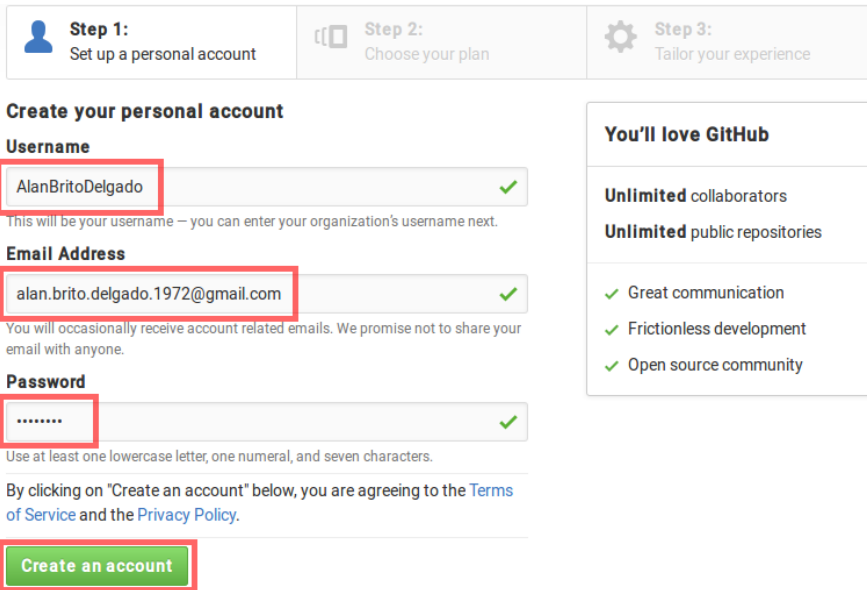 Step 1:
Set up a personal account
Step 2:
Choose your plan
Step 3:
Tailor your experience
Create your personal account
Username
AlanBritoDelgado
This will be your username — you can enter your organization's username next.
Email Address
alan.brito.delgado.1972@gmail.com
You will occasionally receive account related emails. We promise not to share your
email with anyone.
Password
••••••••
Use at least one lowercase letter, one numeral, and seven characters.
By clicking on "Create an account" below, you are agreeing to the Terms
of Service and the Privacy Policy.
Create an account
You'll love GitHub
Unlimited collaborators
Unlimited public repositories
Great communication
Frictionless development
Open source community